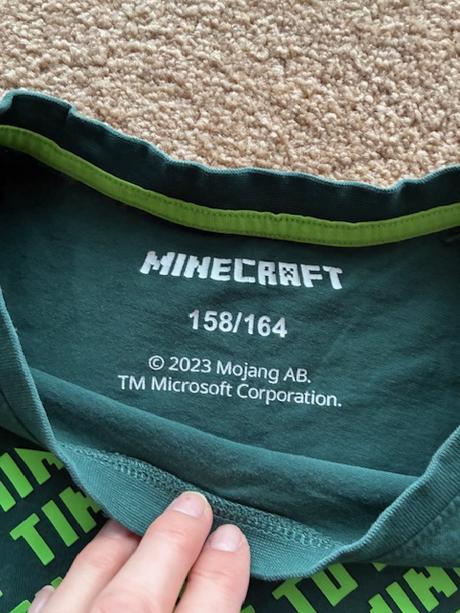 MINECRAFT
158/164
© 2023 Mojang AB.
TM Microsoft Corporation.